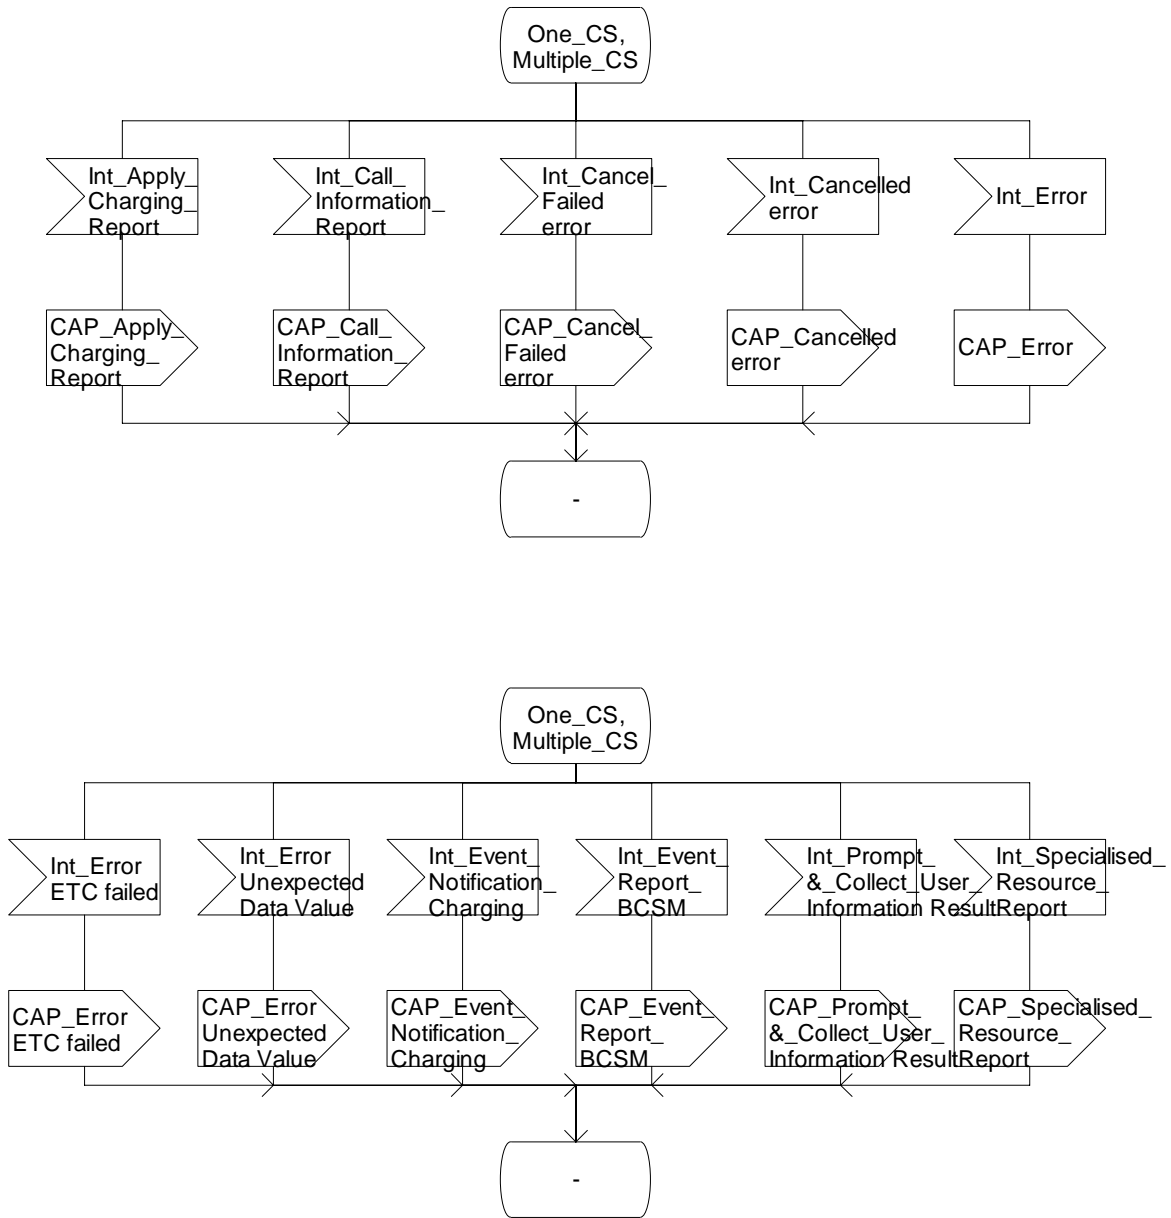 One_CS,
Multiple_CS
Int_Apply_
Charging_
Report
Int_Call_
Information_
Report
Int_Cancel_
Failed
error
Int_Cancelled
error
Int_Error
CAP_Apply_
Charging_
Report
CAP_Call_
Information_
Report
CAP_Cancel_
Failed
error
CAP_Cancelled
error
CAP_Error
-
One_CS,
Multiple_CS
Int_Error
ETC failed
Int_Error
Unexpected
Data Value
Int_Event_
Notification_
Charging
Int_Event_
Report_
BCSM
Int_Prompt_
&_Collect_User_
Information Result
Int_Specialised_
Resource_
Report
CAP_Error
ETC failed
CAP_Error
Unexpected
Data Value
CAP_Event_
Notification_
Charging
CAP_Event_
Report_
BCSM
CAP_Prompt_
&_Collect_User_
Information Result
CAP_Specialised_
Resource_
Report
-